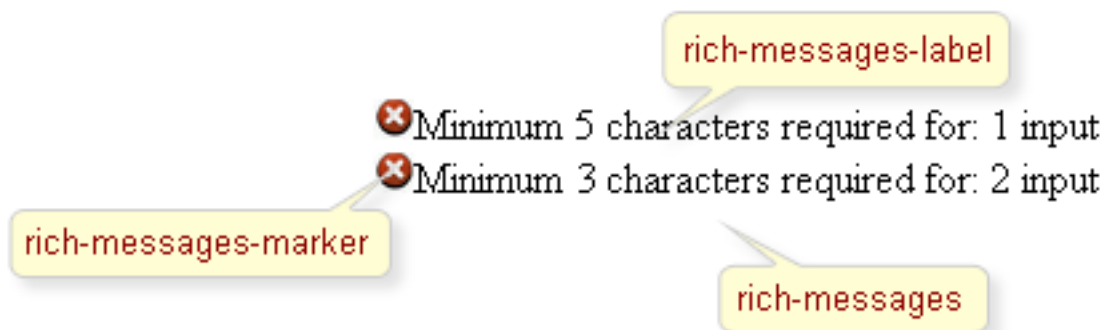 rich-messages-label
Minimum 5 characters required for: 1 input
Minimum 3 characters required for: 2 input
rich-messages-marker
rich-messages